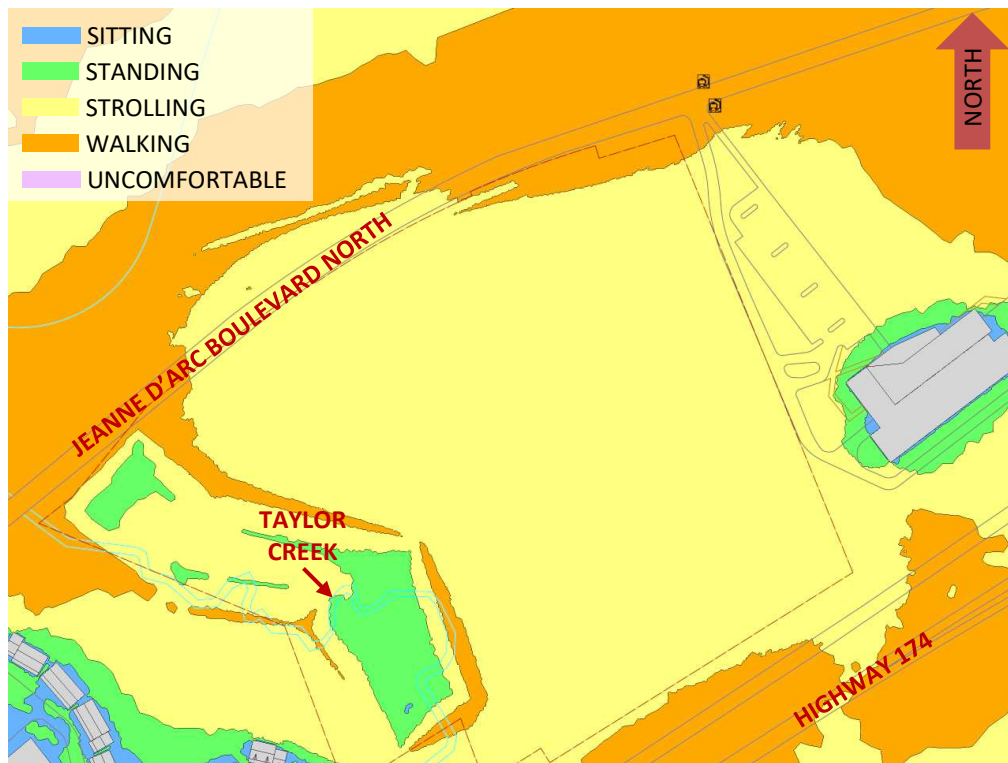 SITTING
STANDING
STROLLING
WALKING
UNCOMFORTABLE
NORTH
JEANNE D'ARC BOULEVARD NORTH
TAYLOR
CREEK
HIGHWAY 174